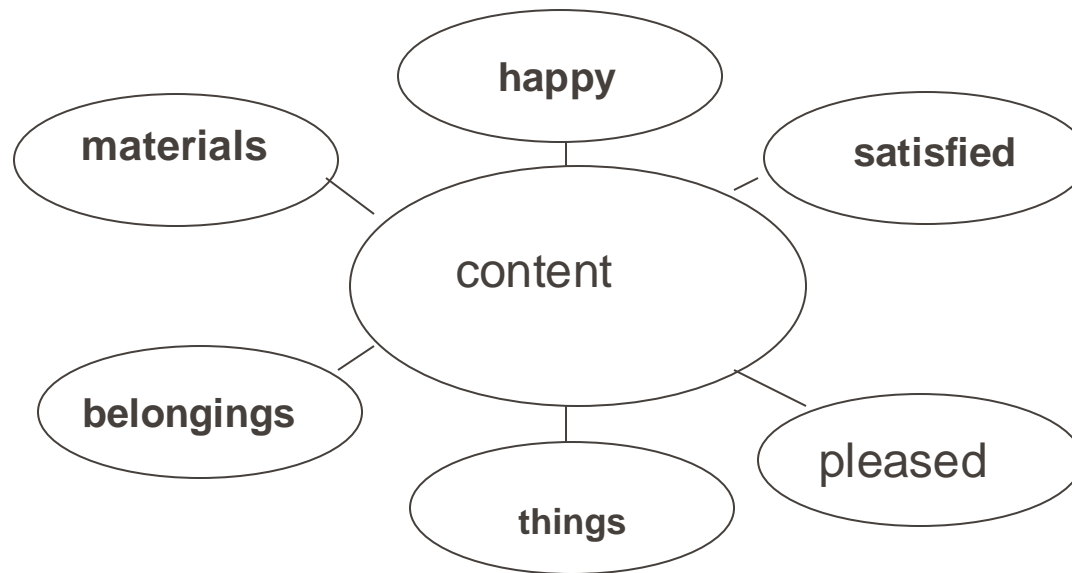 happy
materials
satisfied
content
belongings
pleased
things